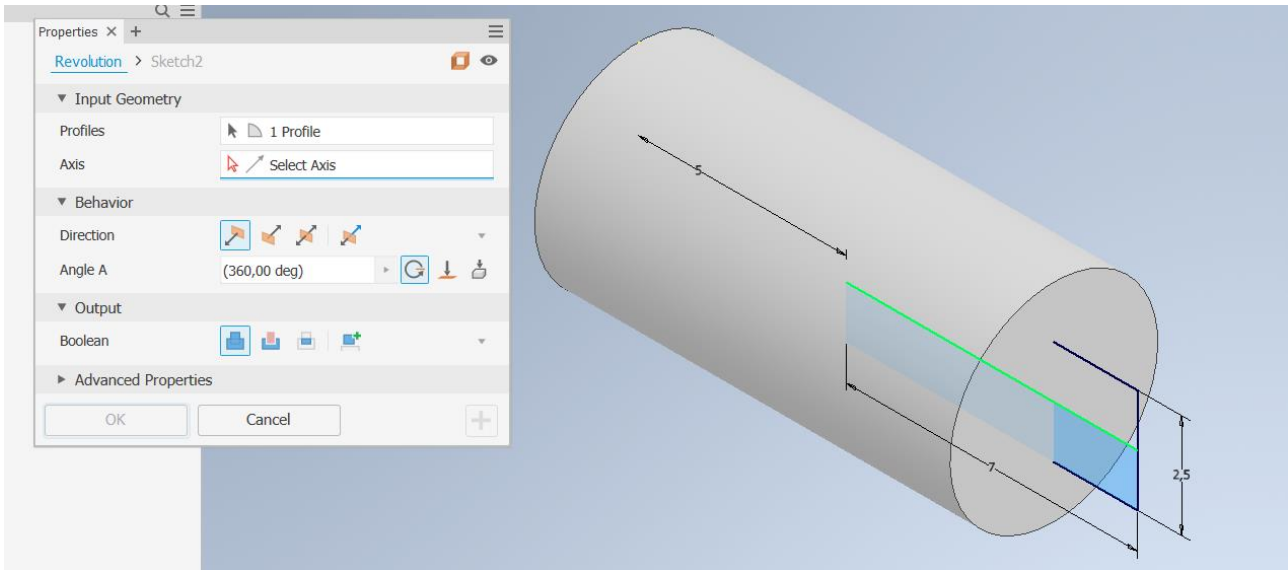 Properties
Revolution > Sketch2
Input Geometry
Profiles 1 Profile
Axis Select Axis
Behavior
Direction
Angle A (360,00 deg)
Output
Boolean
Advanced Properties
OK Cancel
5
7
2,5